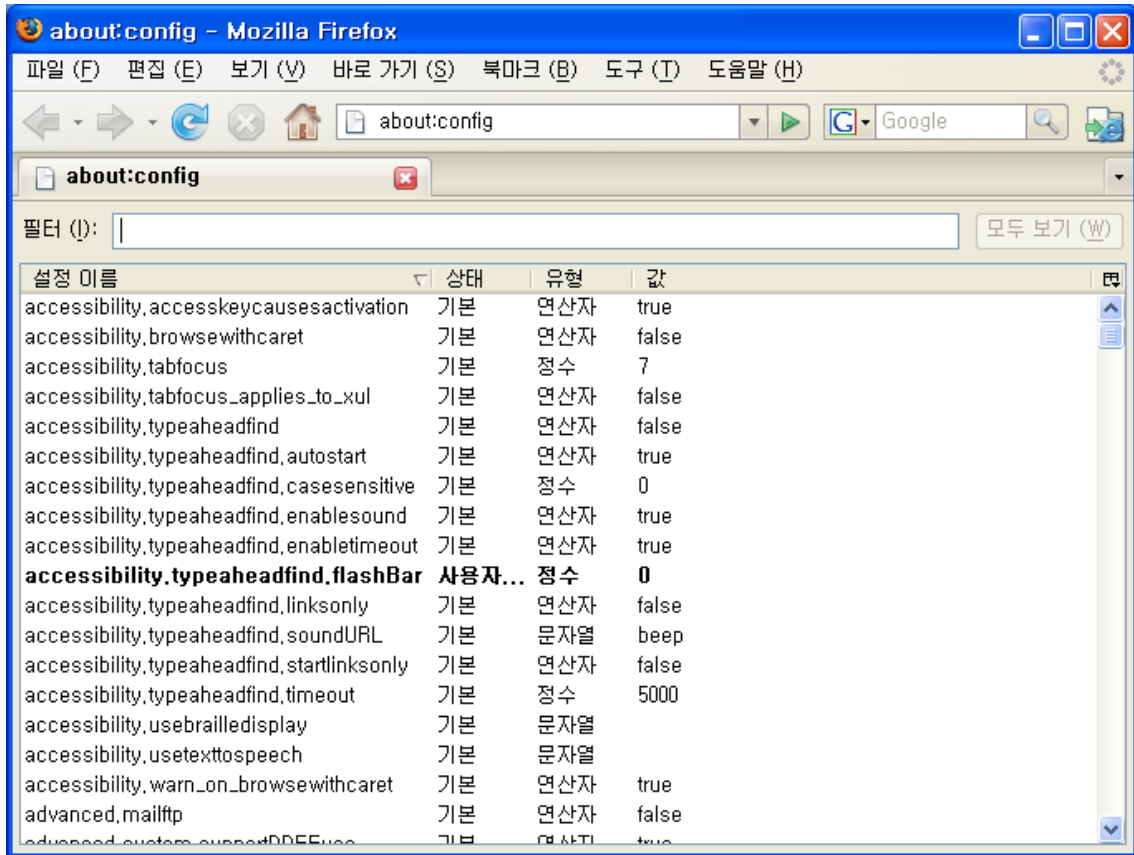 about:config - Mozilla Firefox
파일 (F) 편집 (E) 보기 (V) 바로 가기 (S) 북마크 (B) 도구 (T) 도움말 (H)
about:config G Google
about:config
필터 (I): 모두 보기 (W)
설정 이름 상태 유형 값
accessibility.accesskeycausesactivation 기본 연산자 true
accessibility.browsewithcaret 기본 연산자 false
accessibility.tabfocus 기본 정수 7
accessibility.tabfocus_applies_to_xul 기본 연산자 false
accessibility.typeaheadfind 기본 연산자 false
accessibility.typeaheadfind.autostart 기본 연산자 true
accessibility.typeaheadfind.casesensitive 기본 정수 0
accessibility.typeaheadfind.enablesound 기본 연산자 true
accessibility.typeaheadfind.enabletimeout 기본 연산자 true
accessibility.typeaheadfind.flashBar 사용자... 정수 0
accessibility.typeaheadfind.linksonly 기본 연산자 false
accessibility.typeaheadfind.soundURL 기본 문자열 beep
accessibility.typeaheadfind.startlinksonly 기본 연산자 false
accessibility.typeaheadfind.timeout 기본 정수 5000
accessibility.usebrailledisplay 기본 문자열
accessibility.usetexttospeech 기본 문자열
accessibility.warn_on_browsewithcaret 기본 연산자 true
advanced.mailftp 기본 연산자 false
기본 연산자 true